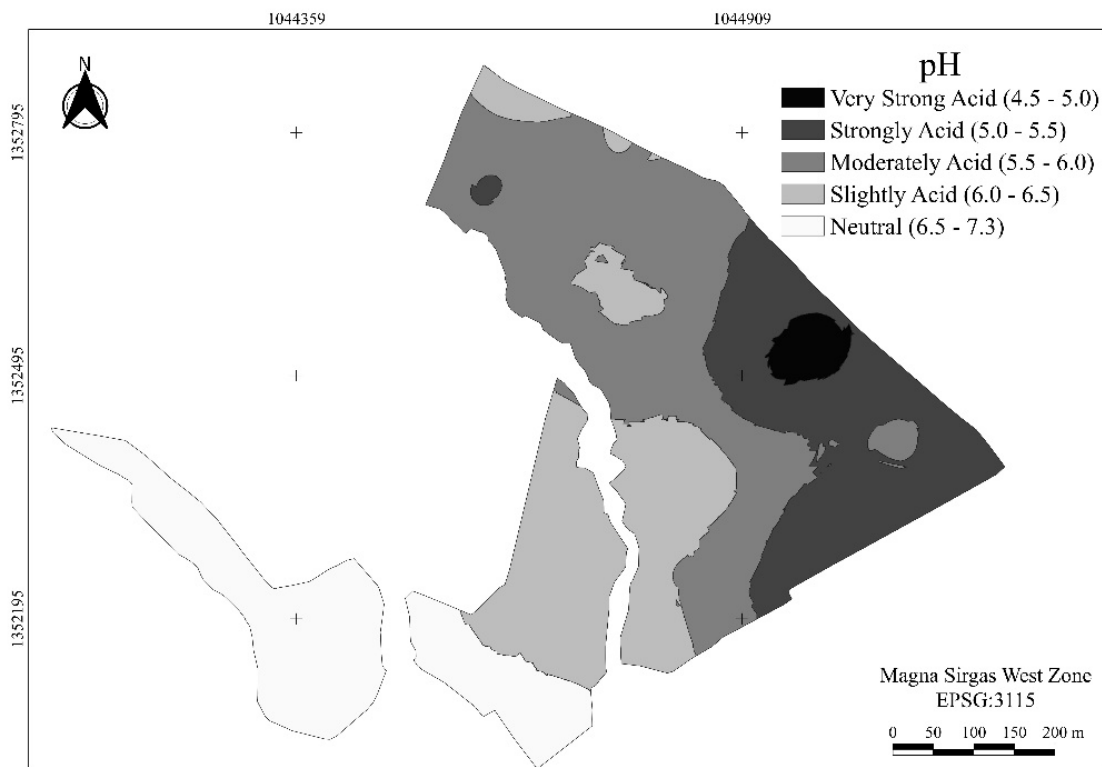 1044359
1044909
N
1352795
1352495
1352195
pH
Very Strong Acid (4.5 - 5.0)
Strongly Acid (5.0 - 5.5)
Moderately Acid (5.5 - 6.0)
Slightly Acid (6.0 - 6.5)
Neutral (6.5 - 7.3)
Magna Sirgas West Zone
EPSG:3115
0 50 100 150 200 m